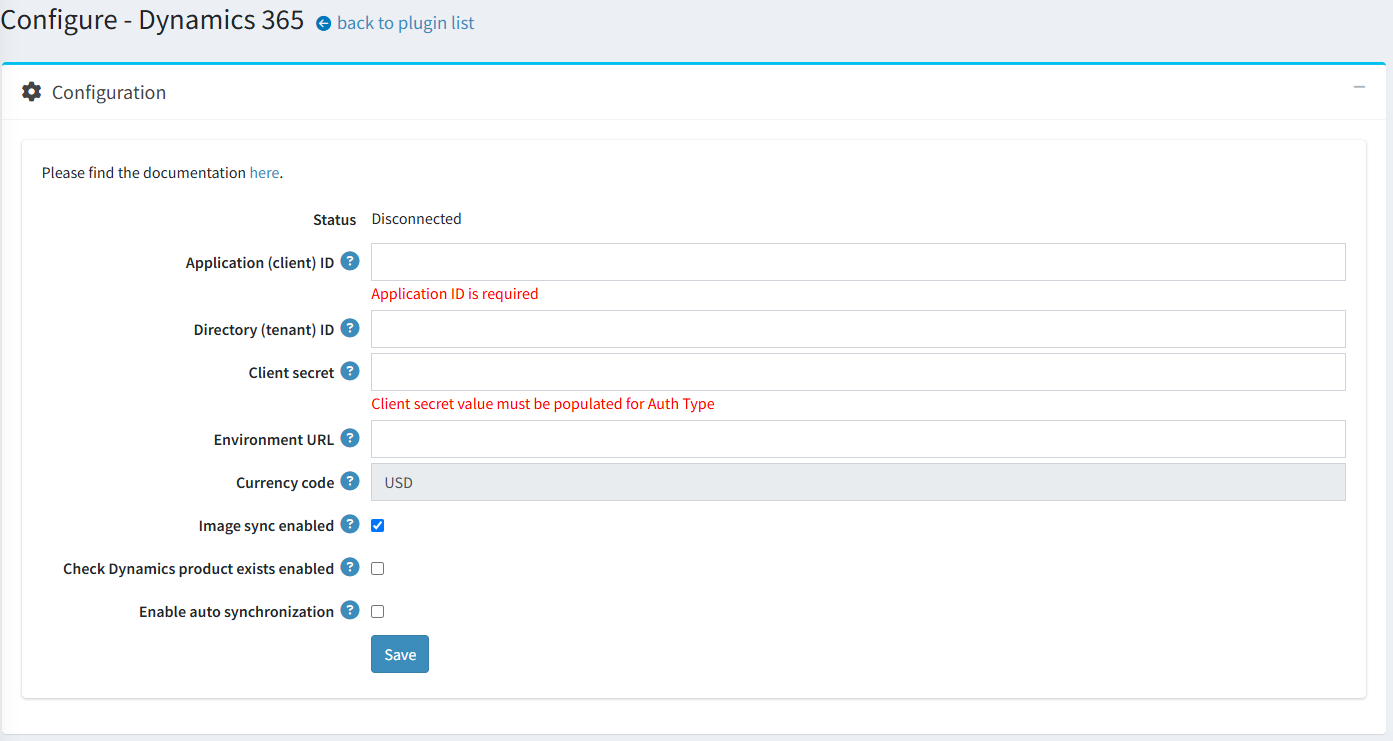 Configure - Dynamics 365 back to plugin list
Configuration
Please find the documentation here.
Status Disconnected
Application (client) ID ?
Application ID is required
Directory (tenant) ID ?
Client secret ?
Client secret value must be populated for Auth Type
Environment URL ?
Currency code ? USD
Image sync enabled ?
Check Dynamics product exists enabled ?
Enable auto synchronization ?
Save